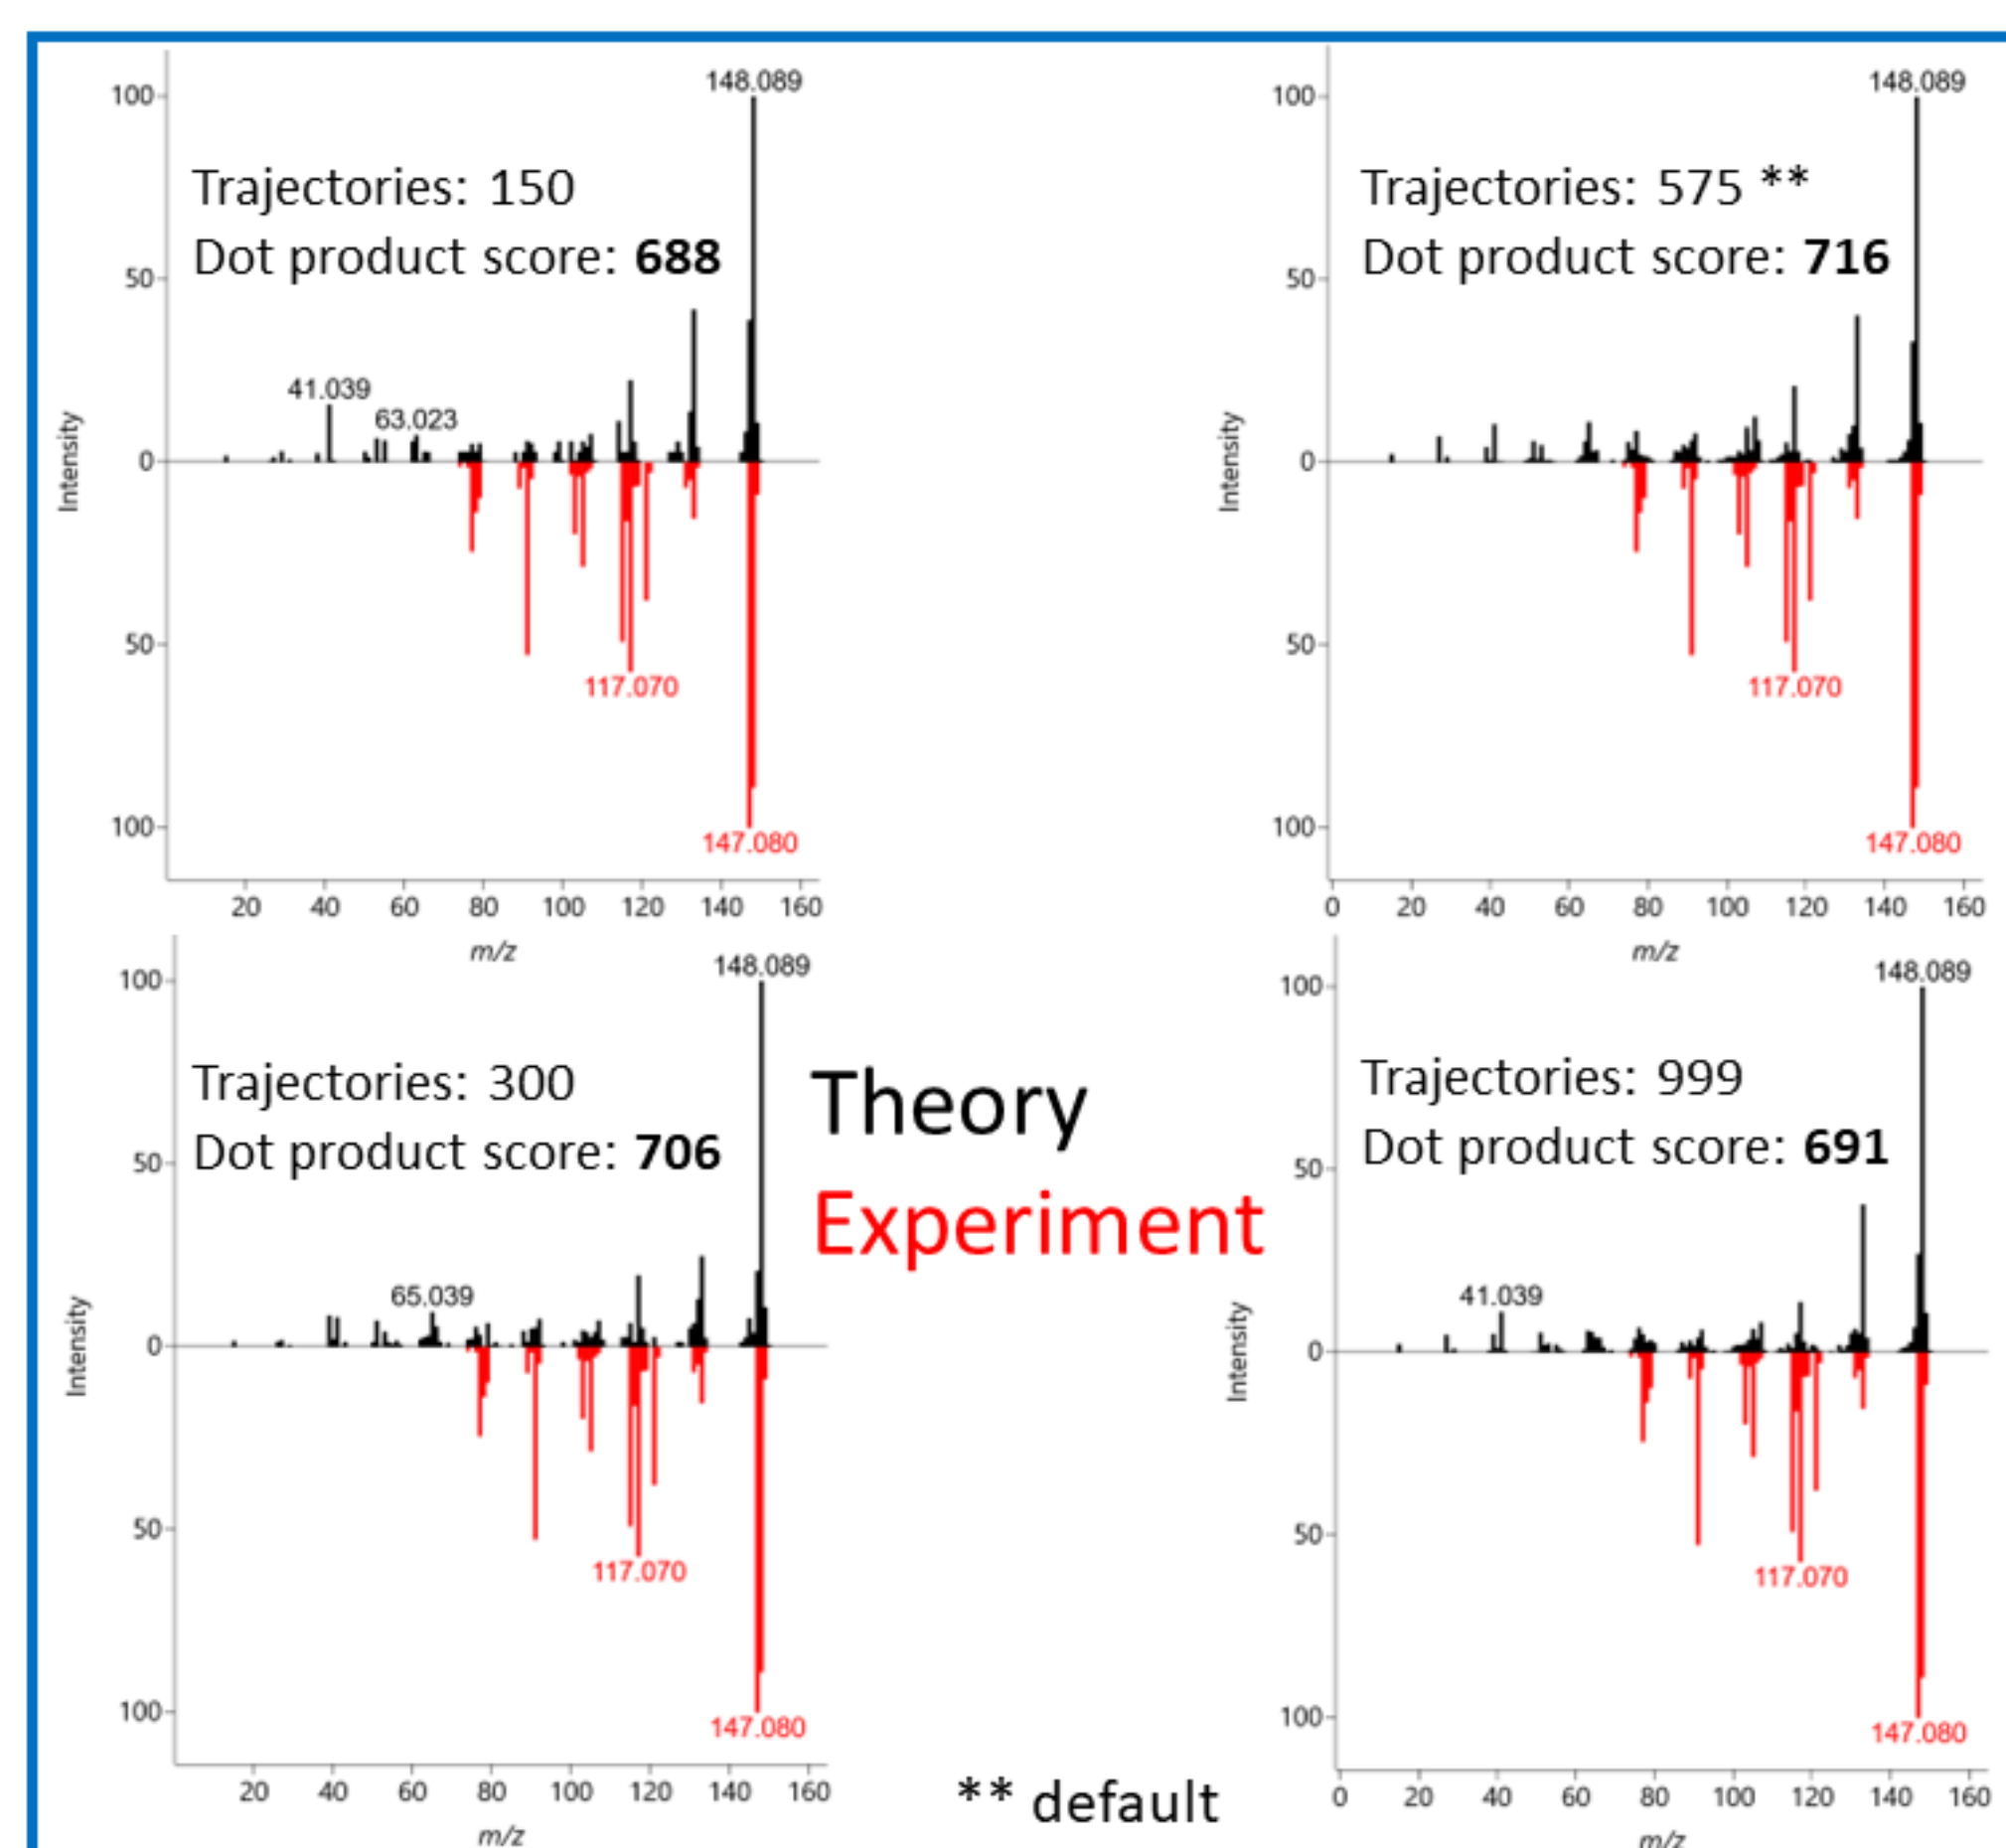 148.089
100
Trajectories: 150
Dot product score: 688
50
41.039
63.023
0
Intensity
50
117.070
100
147.080
20 40 60 80 100 120 140 160
m/z
148.089
100
Trajectories: 575 **
Dot product score: 716
50
0
Intensity
50
117.070
100
147.080
0 20 40 60 80 100 120 140 160
m/z
148.089
100
Trajectories: 300
Dot product score: 706
50
65.039
0
Intensity
50
117.070
100
147.080
20 40 60 80 100 120 140 160
m/z
Theory
Experiment
** default
148.089
100
Trajectories: 999
Dot product score: 691
50
41.039
0
Intensity
50
117.070
100
147.080
0 20 40 60 80 100 120 140 160
m/z